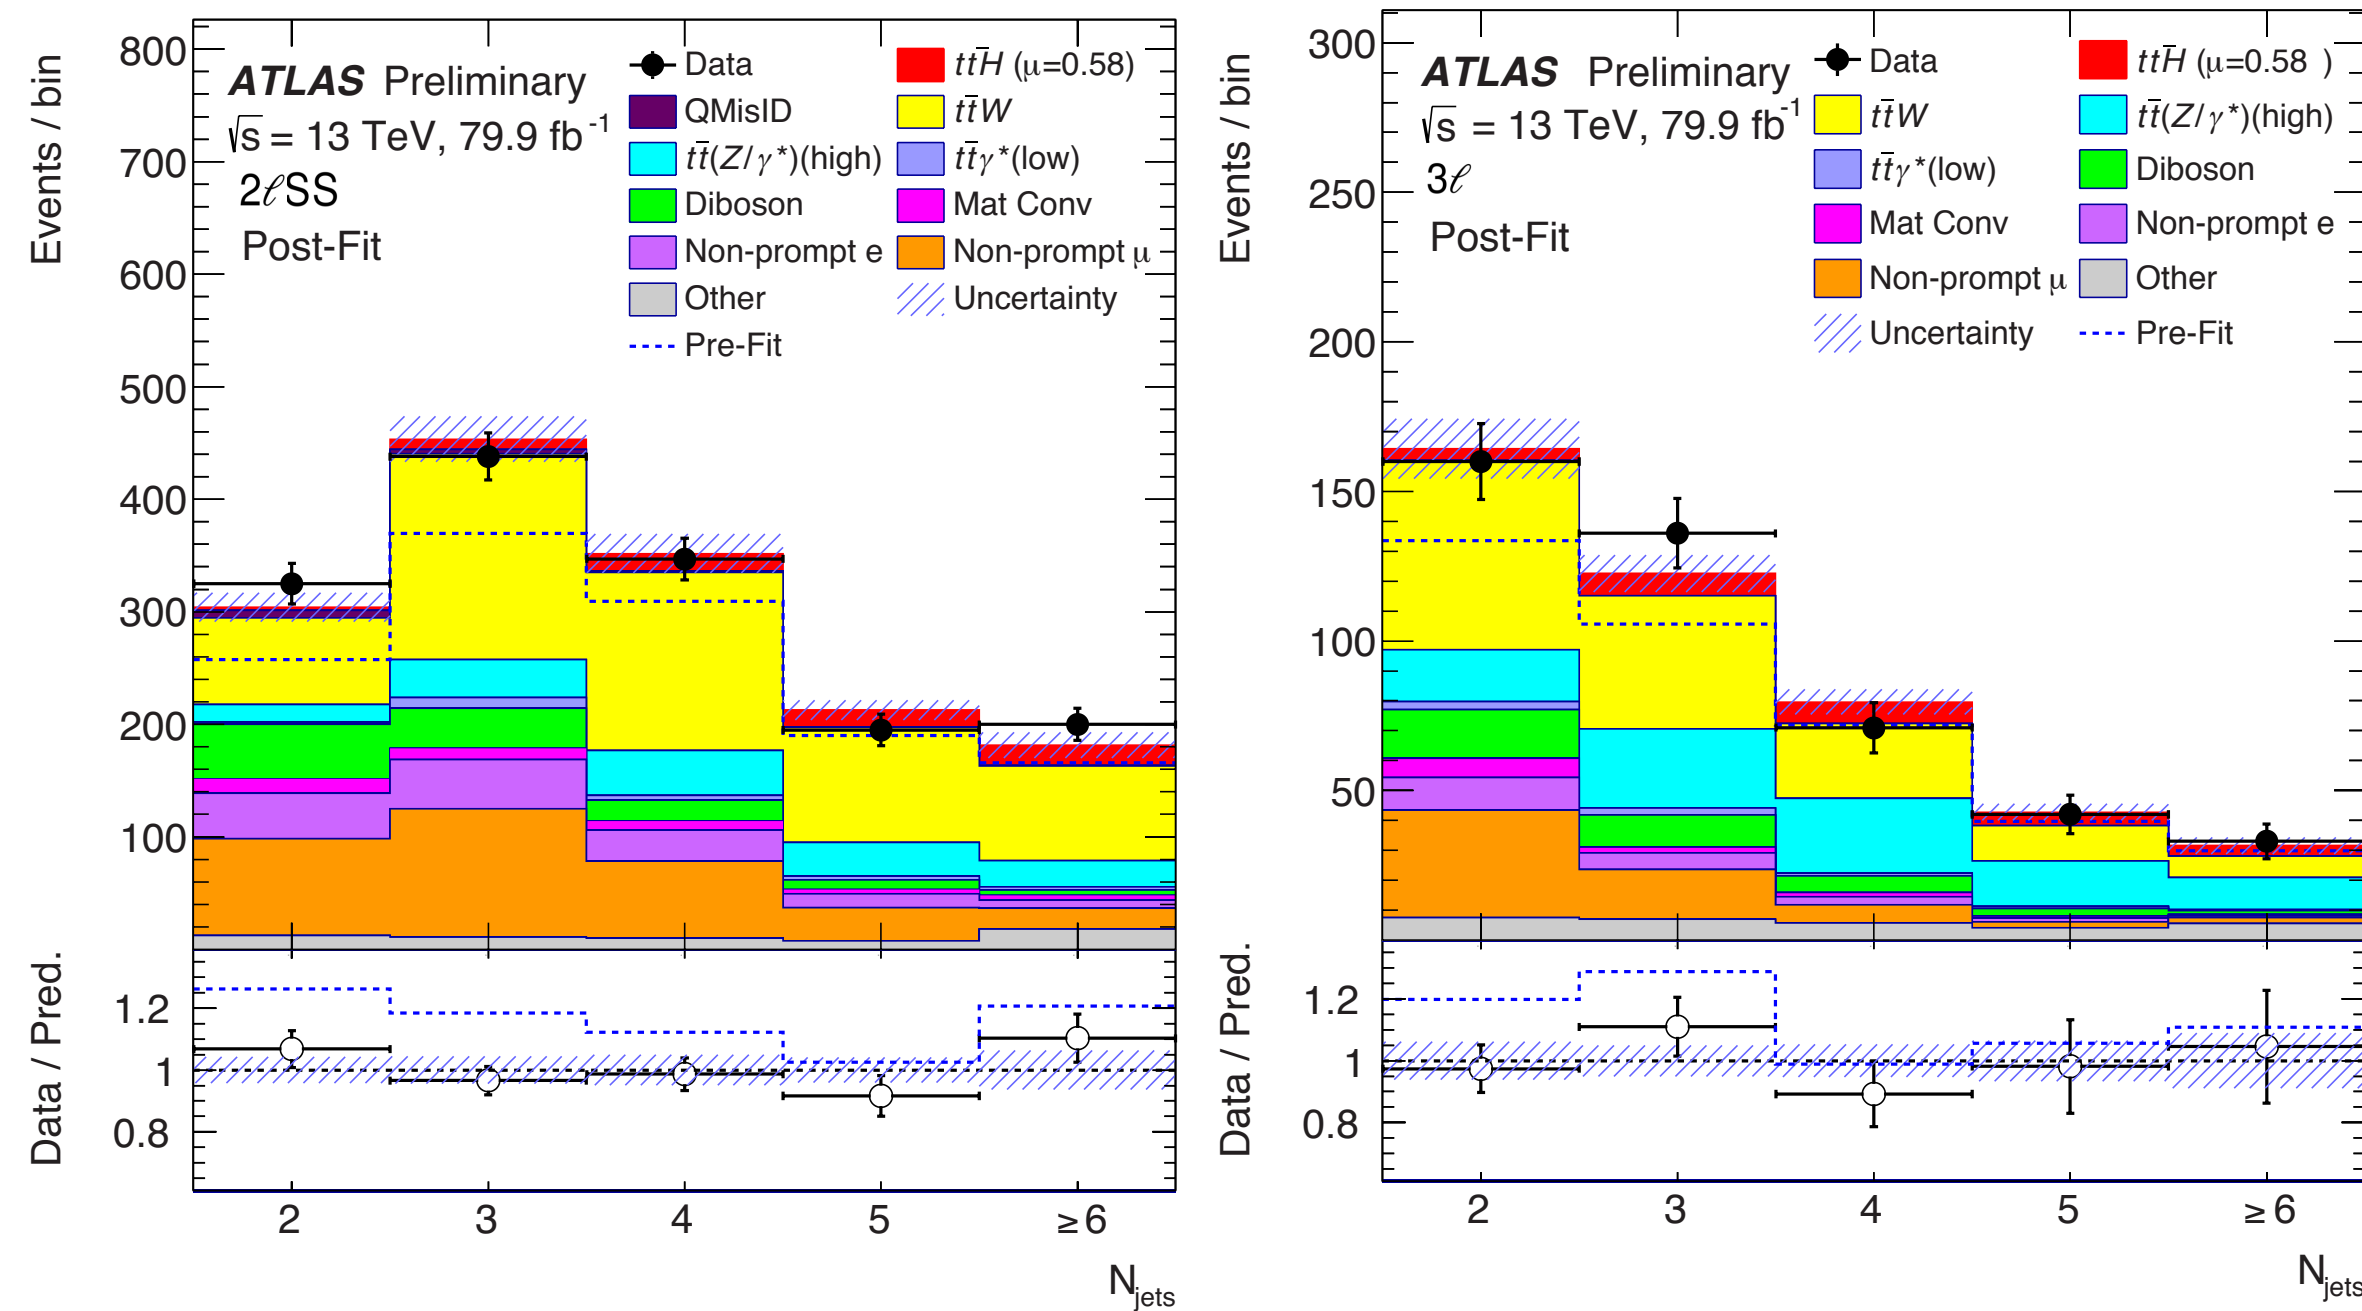 Events / bin
800
700
600
500
400
300
200
100
ATLAS Preliminary
√s = 13 TeV, 79.9 fb⁻¹
2ℓSS
Post-Fit
Data
tt̄H (μ=0.58)
QMisID
tt̄W
tt̄(Z/γ*)(high)
tt̄γ*(low)
Diboson
Mat Conv
Non-prompt e
Non-prompt μ
Other
Uncertainty
Pre-Fit
Data / Pred.
1.2
1
0.8
2 3 4 5 ≥6
N_jets
Events / bin
300
250
200
150
100
50
ATLAS Preliminary
√s = 13 TeV, 79.9 fb⁻¹
3ℓ
Post-Fit
Data
tt̄H (μ=0.58 )
tt̄W
tt̄(Z/γ*)(high)
tt̄γ*(low)
Diboson
Mat Conv
Non-prompt e
Non-prompt μ
Other
Uncertainty
Pre-Fit
Data / Pred.
1.2
1
0.8
2 3 4 5 ≥6
N_jets